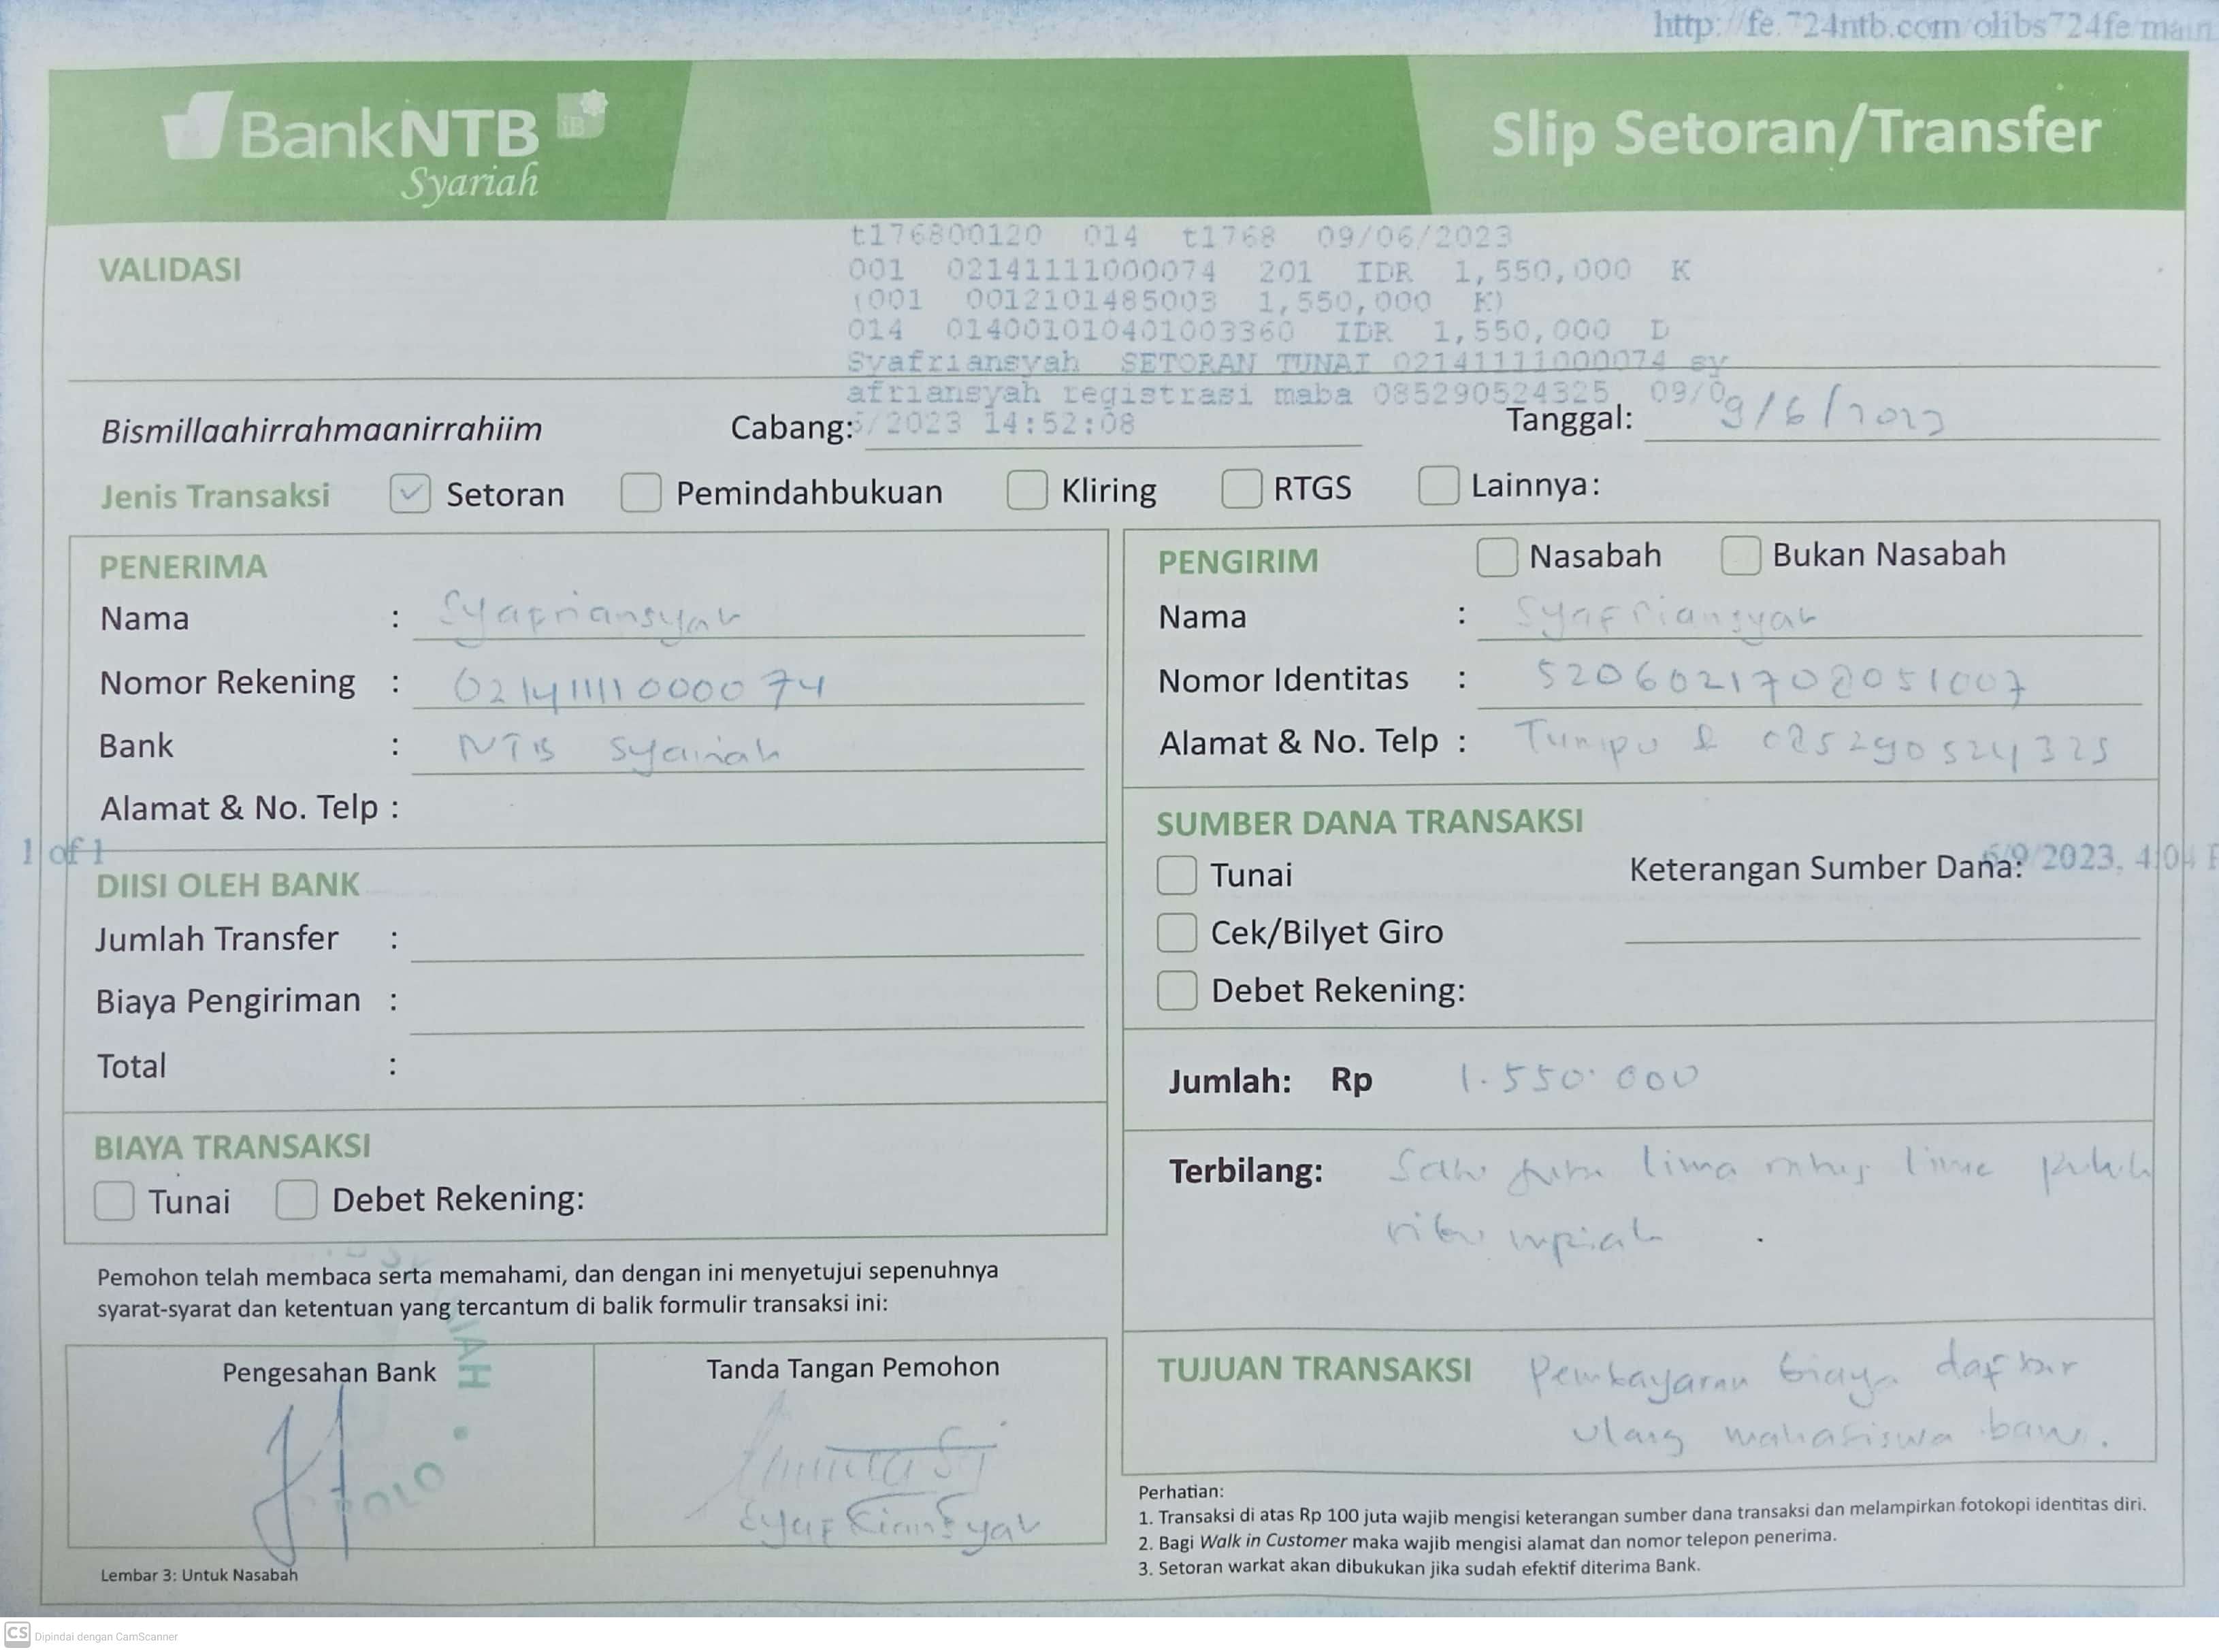 http://fe.724ntb.com/olibs724fe/main
BankNTB iB
Syariah
Slip Setoran/Transfer
VALIDASI
t176800120 014 t1768 09/06/2023
001 02141111000074 201 IDR 1,550,000 K
(001 0012101485003 1,550,000 K)
014 014001010401003360 IDR 1,550,000 D
Syafriansyah SETORAN TUNAI 02141111000074 sy
afriansyah registrasi maba 085290524325 09/0
6/2023 14:52:08
Bismillaahirrahmaanirrahiim Cabang: Tanggal: 9/6/2023
Jenis Transaksi Setoran Pemindahbukuan Kliring RTGS Lainnya:
PENERIMA
Nama : Syafriansyah
Nomor Rekening : 02141111000074
Bank : NTB Syariah
Alamat & No. Telp :
PENGIRIM Nasabah Bukan Nasabah
Nama : Syafriansyah
Nomor Identitas : 5206021708051007
Alamat & No. Telp : Tumpu & 085290524325
1 of 1
DIISI OLEH BANK
Jumlah Transfer :
Biaya Pengiriman :
Total :
SUMBER DANA TRANSAKSI
Tunai Keterangan Sumber Dana:
6/9/2023, 4:04 P
Cek/Bilyet Giro
Debet Rekening:
Jumlah: Rp 1.550.000
BIAYA TRANSAKSI
Tunai Debet Rekening:
Terbilang: Satu juta lima ratus lima puluh
ribu rupiah
Pemohon telah membaca serta memahami, dan dengan ini menyetujui sepenuhnya
syarat-syarat dan ketentuan yang tercantum di balik formulir transaksi ini:
Pengesahan Bank
Tanda Tangan Pemohon
Syafriansyah
TUJUAN TRANSAKSI Pembayaran biaya daftar
ulang mahasiswa baru.
Perhatian:
1. Transaksi di atas Rp 100 juta wajib mengisi keterangan sumber dana transaksi dan melampirkan fotokopi identitas diri.
2. Bagi Walk in Customer maka wajib mengisi alamat dan nomor telepon penerima.
3. Setoran warkat akan dibukukan jika sudah efektif diterima Bank.
Lembar 3: Untuk Nasabah
CS Dipindai dengan CamScanner